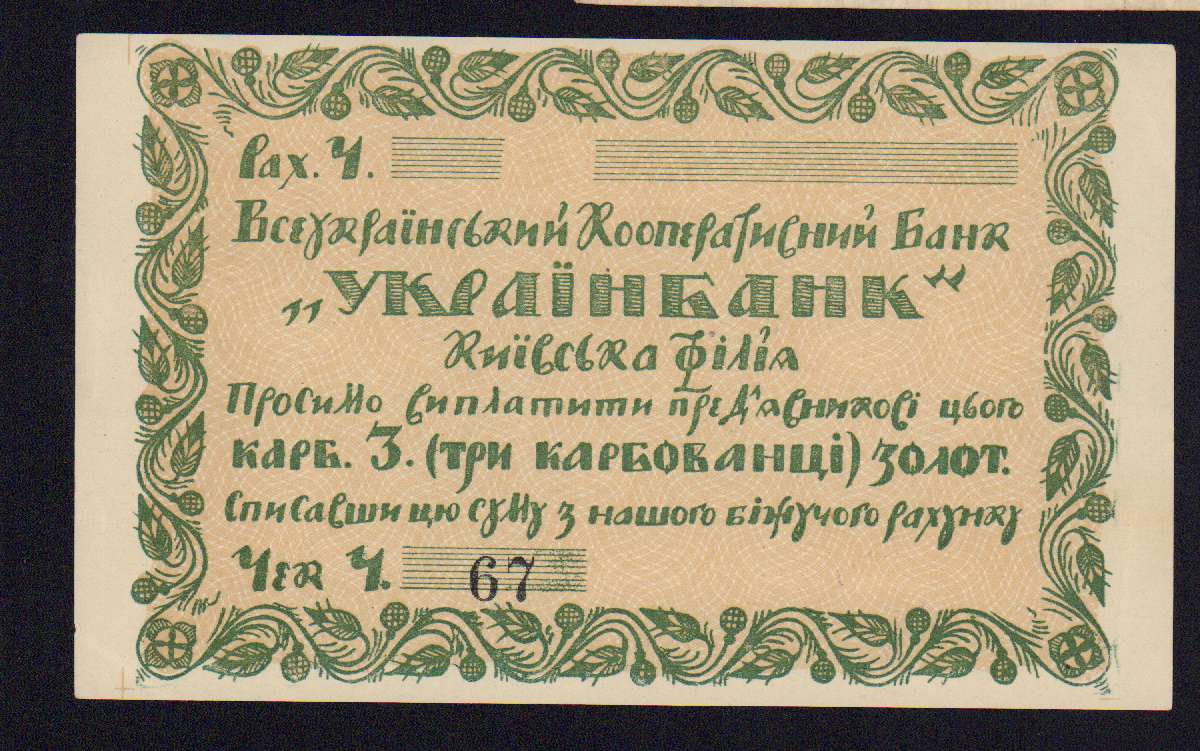 Рах. Ч.
Всеукраїнський Кооперативний Банк
„УКРАЇНБАНК“
Київська філія
Просимо виплатити пред'явникові цього
КАРБ. 3. (ТРИ КАРБОВАНЦІ) ЗОЛОТ.
Списавши цю суму з нашого біжучого рахунку
Чек Ч. 67